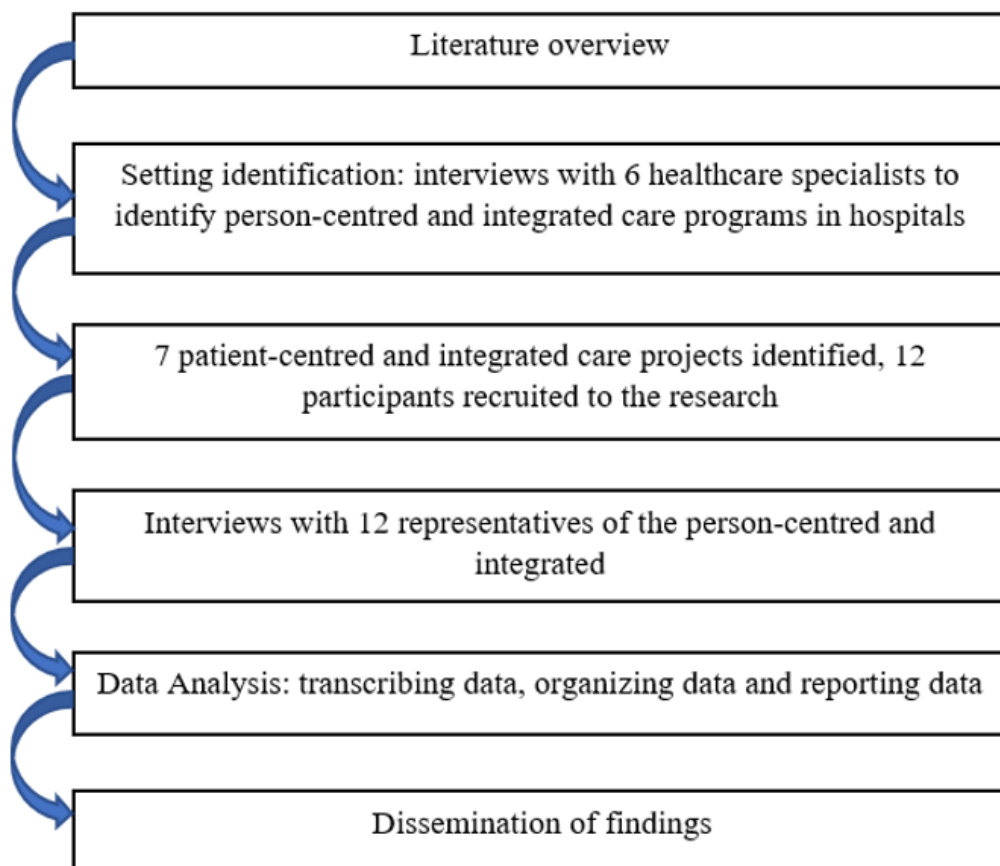 Literature overview
Setting identification: interviews with 6 healthcare specialists to
identify person-centred and integrated care programs in hospitals
7 patient-centred and integrated care projects identified, 12
participants recruited to the research
Interviews with 12 representatives of the person-centred and
integrated
Data Analysis: transcribing data, organizing data and reporting data
Dissemination of findings